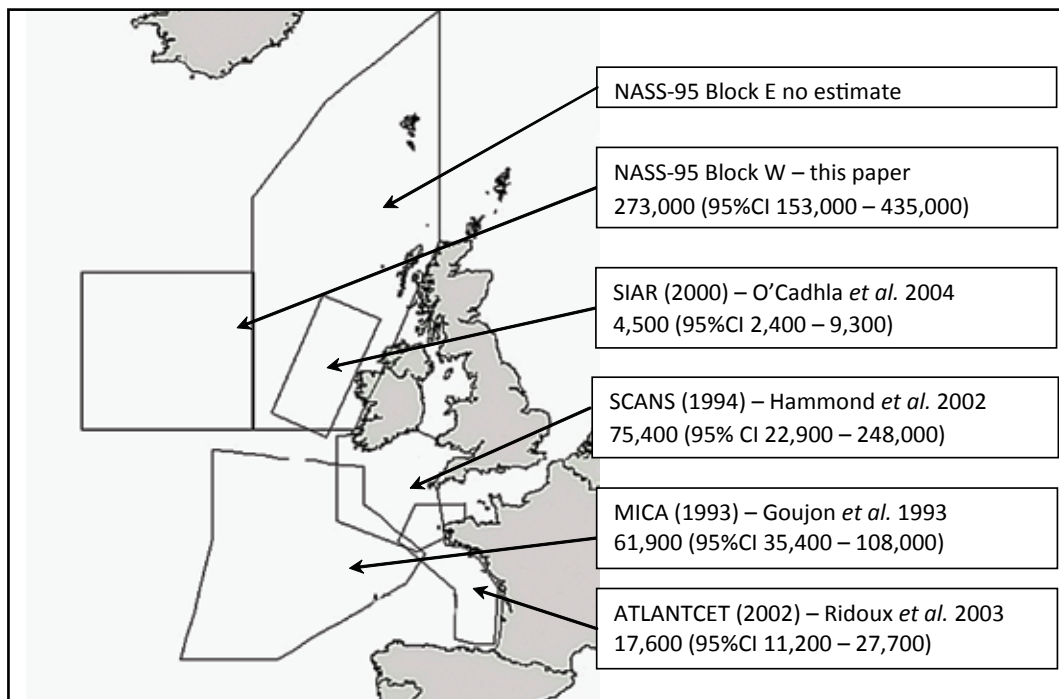 NASS-95 Block E no estimate
NASS-95 Block W – this paper
273,000 (95%CI 153,000 – 435,000)
SIAR (2000) – O'Cadhla et al. 2004
4,500 (95%CI 2,400 – 9,300)
SCANS (1994) – Hammond et al. 2002
75,400 (95% CI 22,900 – 248,000)
MICA (1993) – Goujon et al. 1993
61,900 (95%CI 35,400 – 108,000)
ATLANTCET (2002) – Ridoux et al. 2003
17,600 (95%CI 11,200 – 27,700)